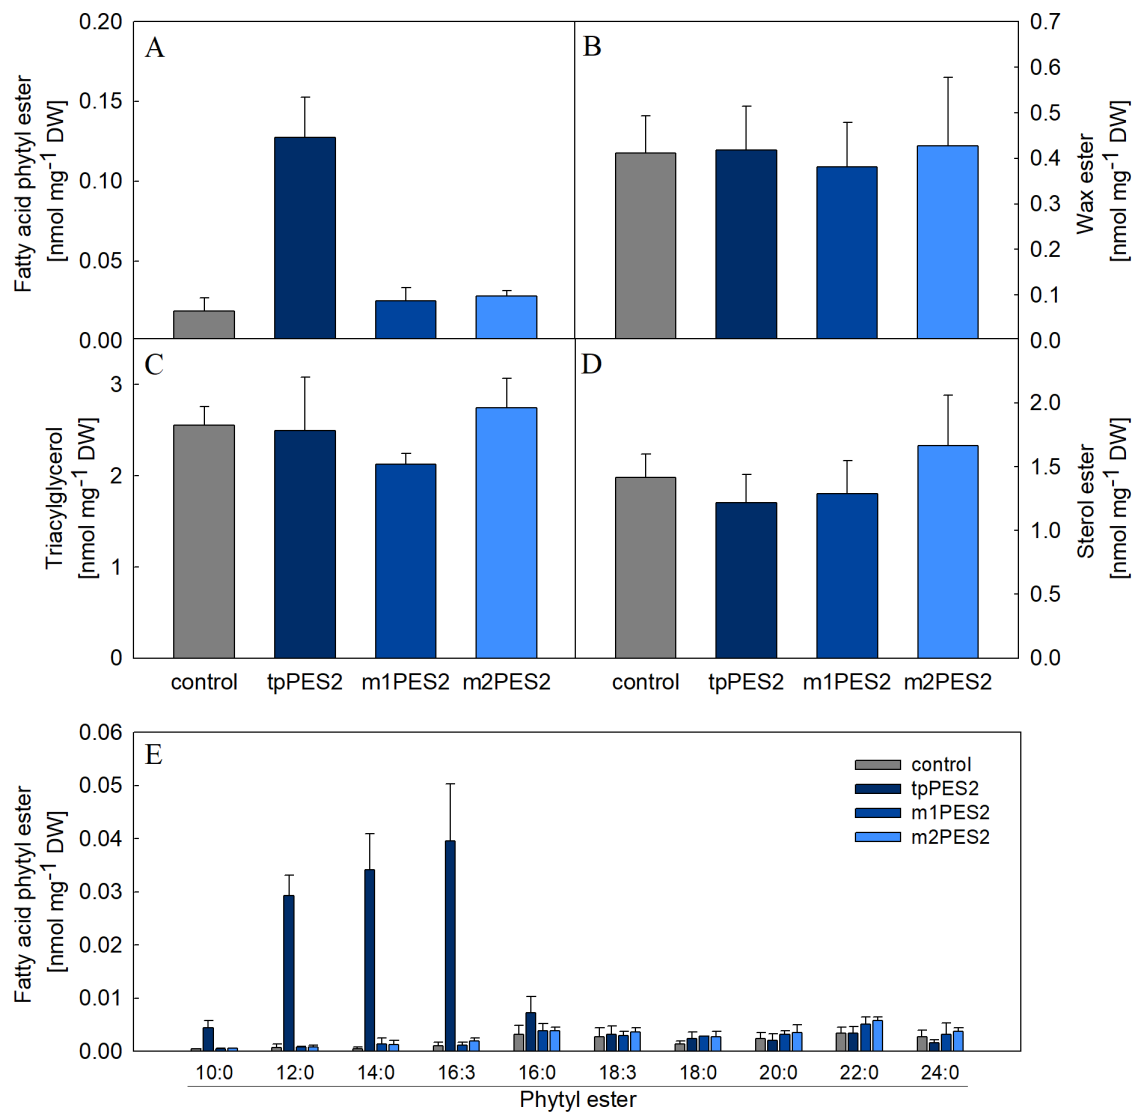 A
0.20
0.15
0.10
0.05
0.00
Fatty acid phytyl ester
[nmol mg⁻¹ DW]
B
0.7
0.6
0.5
0.4
0.3
0.2
0.1
0.0
Wax ester
[nmol mg⁻¹ DW]
C
3
2
1
0
Triacylglycerol
[nmol mg⁻¹ DW]
control tpPES2 m1PES2 m2PES2
D
2.0
1.5
1.0
0.5
0.0
Sterol ester
[nmol mg⁻¹ DW]
control tpPES2 m1PES2 m2PES2
E
0.06
0.05
0.04
0.03
0.02
0.01
0.00
Fatty acid phytyl ester
[nmol mg⁻¹ DW]
control
tpPES2
m1PES2
m2PES2
10:0 12:0 14:0 16:3 16:0 18:3 18:0 20:0 22:0 24:0
Phytyl ester